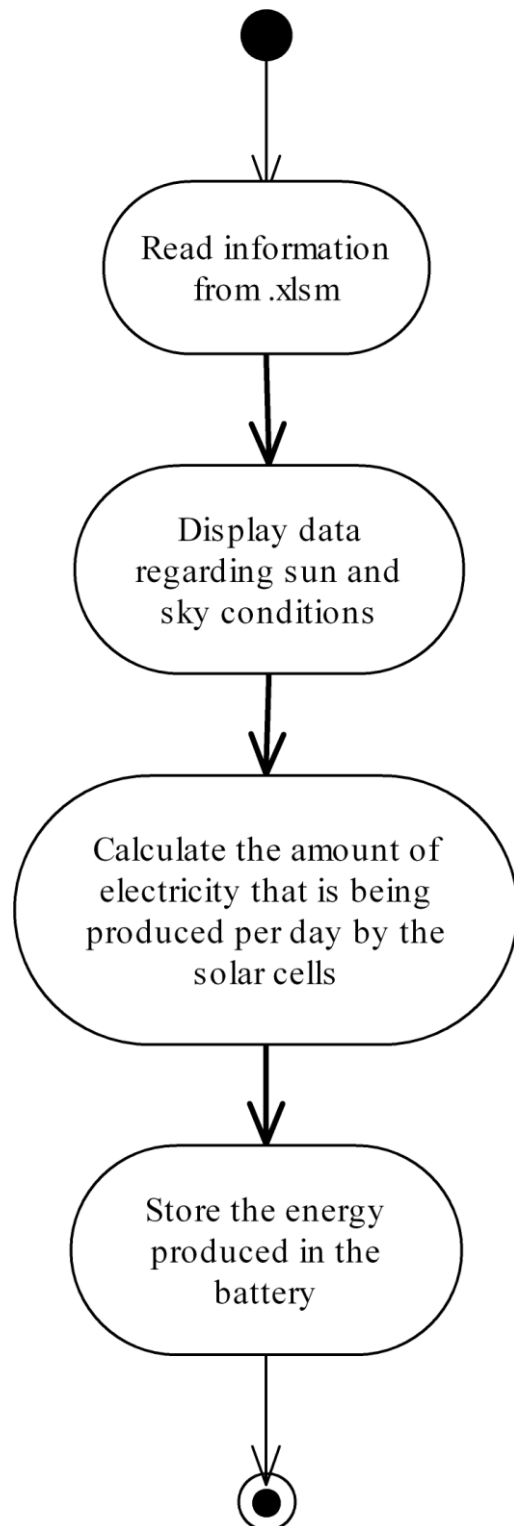 Read information
from .xlsm
Display data
regarding sun and
sky conditions
Calculate the amount of
electricity that is being
produced per day by the
solar cells
Store the energy
produced in the
battery